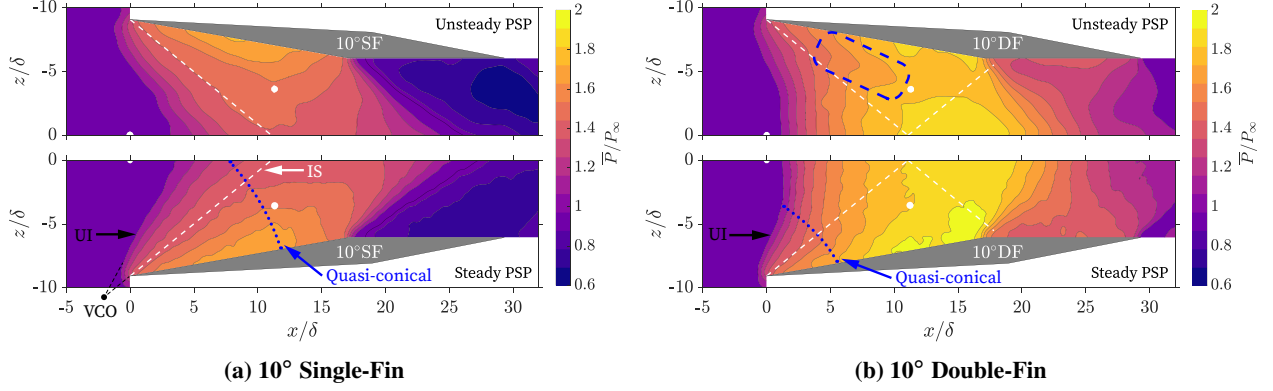 -10
-5
0
z/δ
Unsteady PSP
10°SF
0
-5
-10
z/δ
IS
UI
10°SF
Quasi-conical
VCO
Steady PSP
-5 0 5 10 15 20 25 30
x/δ
2
1.8
1.6
1.4
1.2
1
0.8
0.6
P̅/P∞
(a) 10° Single-Fin
-10
-5
0
z/δ
Unsteady PSP
10°DF
0
-5
-10
z/δ
UI
10°DF
Quasi-conical
Steady PSP
-5 0 5 10 15 20 25 30
x/δ
2
1.8
1.6
1.4
1.2
1
0.8
0.6
P̅/P∞
(b) 10° Double-Fin